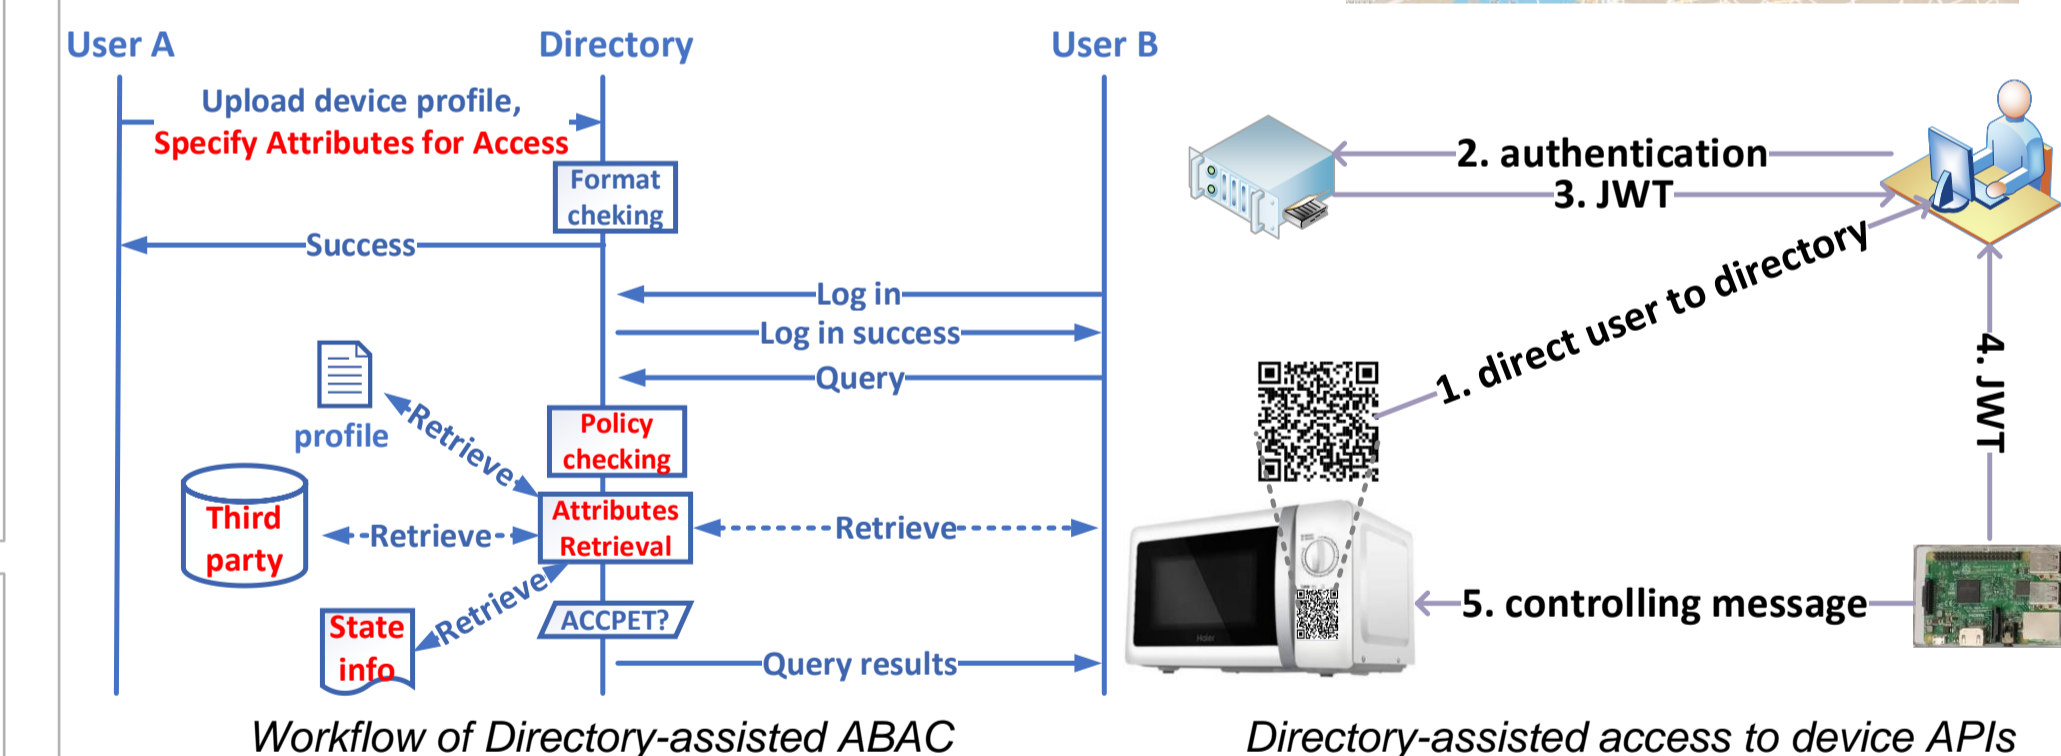 User A
Directory
User B
Upload device profile,
Specify Attributes for Access
Format
cheking
Success
Log in
Log in success
Query
profile
Retrieve
Policy
checking
Third
party
Retrieve
Attributes
Retrieval
Retrieve
State
info
Retrieve
ACCPET?
Query results
Workflow of Directory-assisted ABAC
2. authentication
3. JWT
1. direct user to directory
4. JWT
Haier
5. controlling message
Directory-assisted access to device APIs